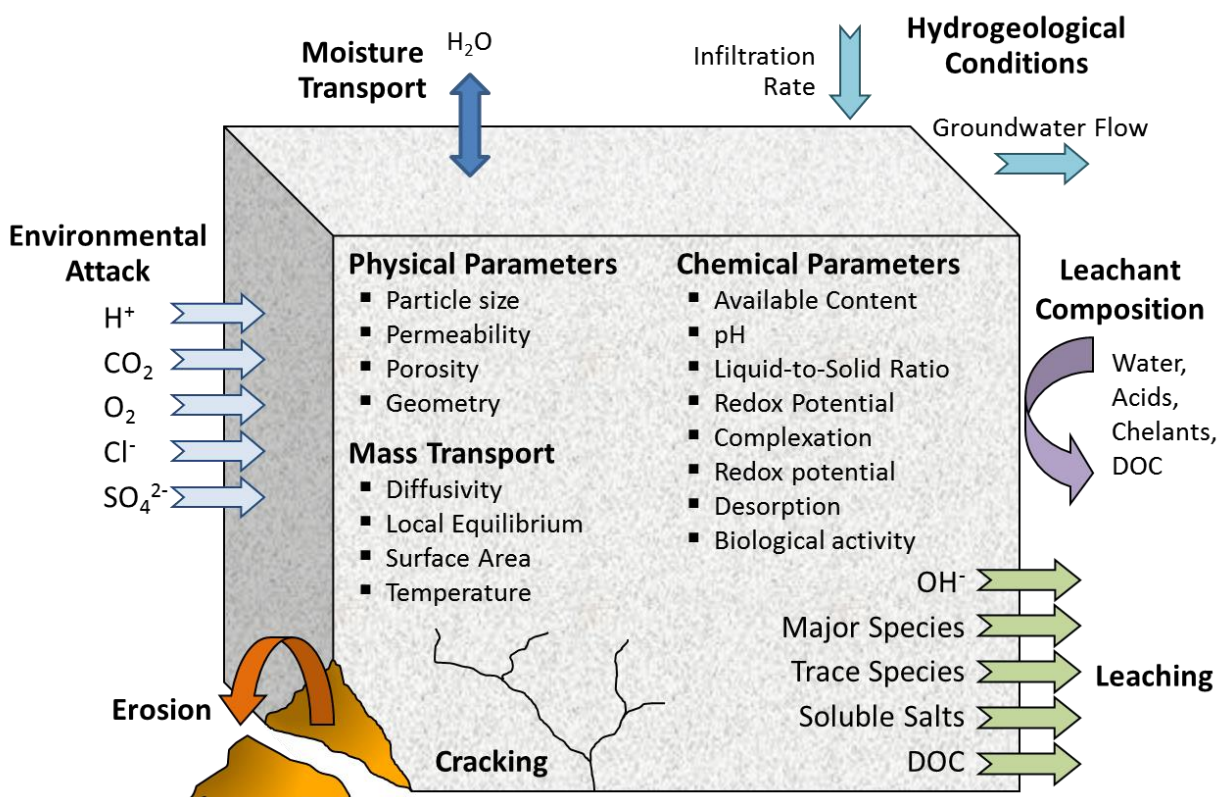 Moisture
Transport
H₂O
Infiltration
Rate
Hydrogeological
Conditions
Groundwater Flow
Environmental
Attack
H⁺
CO₂
O₂
Cl⁻
SO₄²⁻
Physical Parameters
▪ Particle size
▪ Permeability
▪ Porosity
▪ Geometry
Mass Transport
▪ Diffusivity
▪ Local Equilibrium
▪ Surface Area
▪ Temperature
Chemical Parameters
▪ Available Content
▪ pH
▪ Liquid-to-Solid Ratio
▪ Redox Potential
▪ Complexation
▪ Redox potential
▪ Desorption
▪ Biological activity
Leachant
Composition
Water,
Acids,
Chelants,
DOC
OH⁻
Major Species
Trace Species
Soluble Salts
DOC
Leaching
Erosion
Cracking